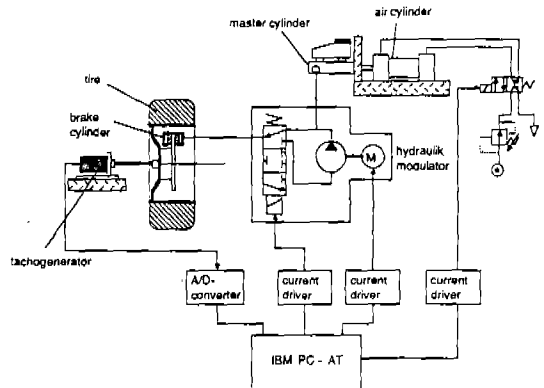 master cylinder
air cylinder
tire
brake
cylinder
M
hydraulik
modulator
tachogenerator
A/D-
converter
current
driver
current
driver
current
driver
IBM PC - AT